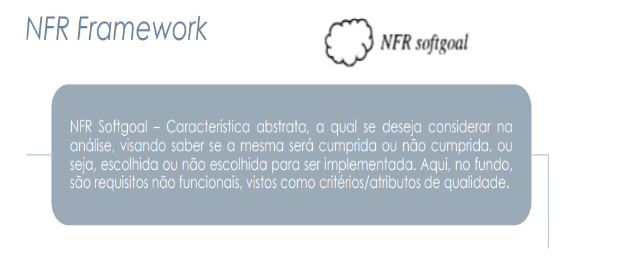 NFR Framework
NFR softgoal
NFR Softgoal – Característica abstrata, a qual se deseja considerar na
análise, visando saber se a mesma será cumprida ou não cumprida, ou
seja, escolhida ou não escolhida para ser implementada. Aqui, no fundo,
são requisitos não funcionais, vistos como critérios/atributos de qualidade.